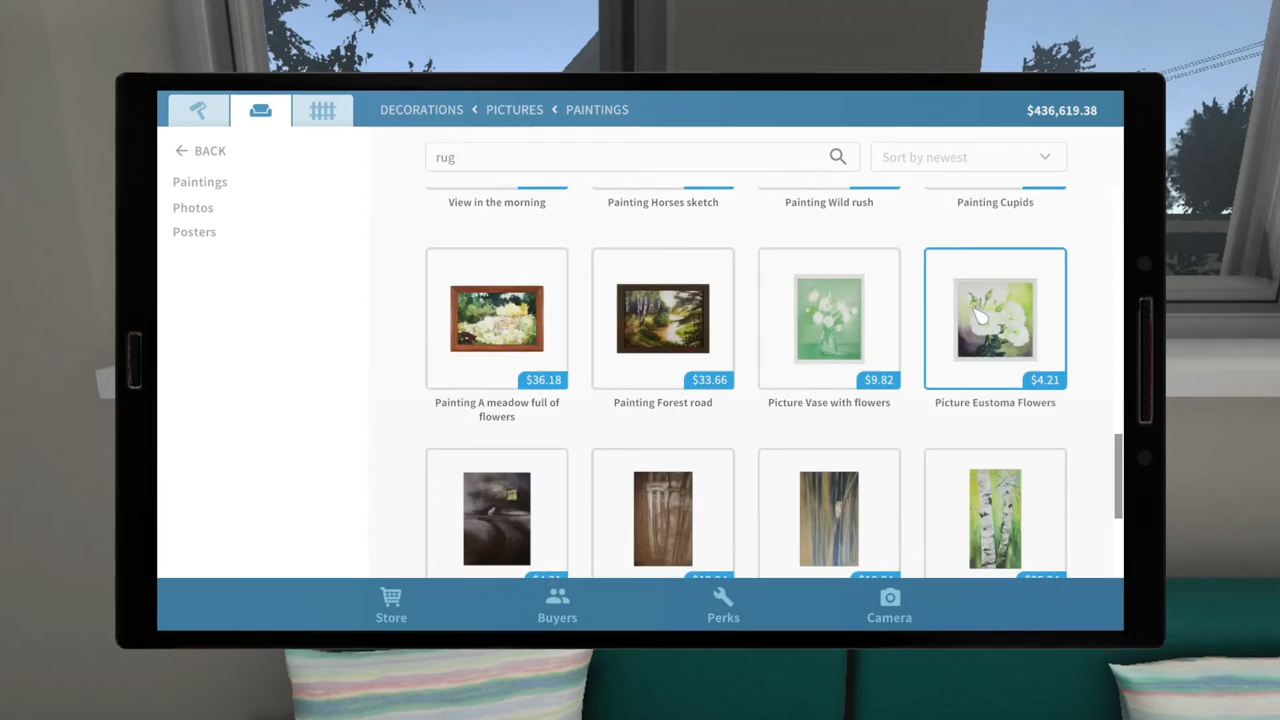 DECORATIONS < PICTURES < PAINTINGS
$436,619.38
BACK
rug
Sort by newest
Paintings
Photos
Posters
View in the morning
Painting Horses sketch
Painting Wild rush
Painting Cupids
$36.18
$33.66
$9.82
$4.21
Painting A meadow full of
flowers
Painting Forest road
Picture Vase with flowers
Picture Eustoma Flowers
Store
Buyers
Perks
Camera